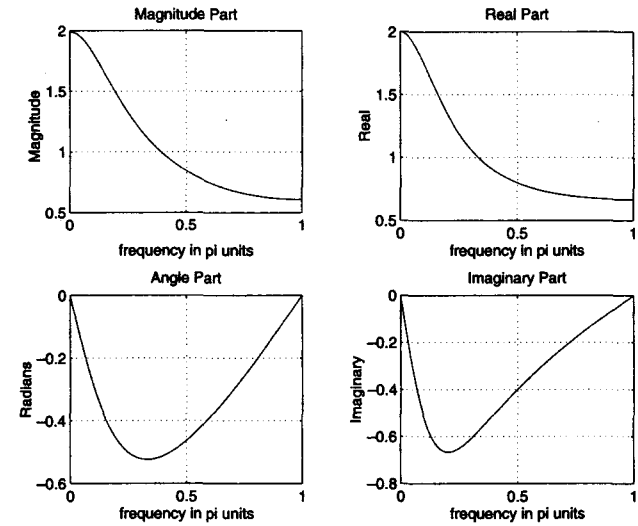 Magnitude Part
2
1.5
1
0.5
Magnitude
0
0.5
1
frequency in pi units
Real Part
2
1.5
1
0.5
Real
0
0.5
1
frequency in pi units
Angle Part
0
−0.2
−0.4
−0.6
Radians
0
0.5
1
frequency in pi units
Imaginary Part
0
−0.2
−0.4
−0.6
−0.8
Imaginary
0
0.5
1
frequency in pi units